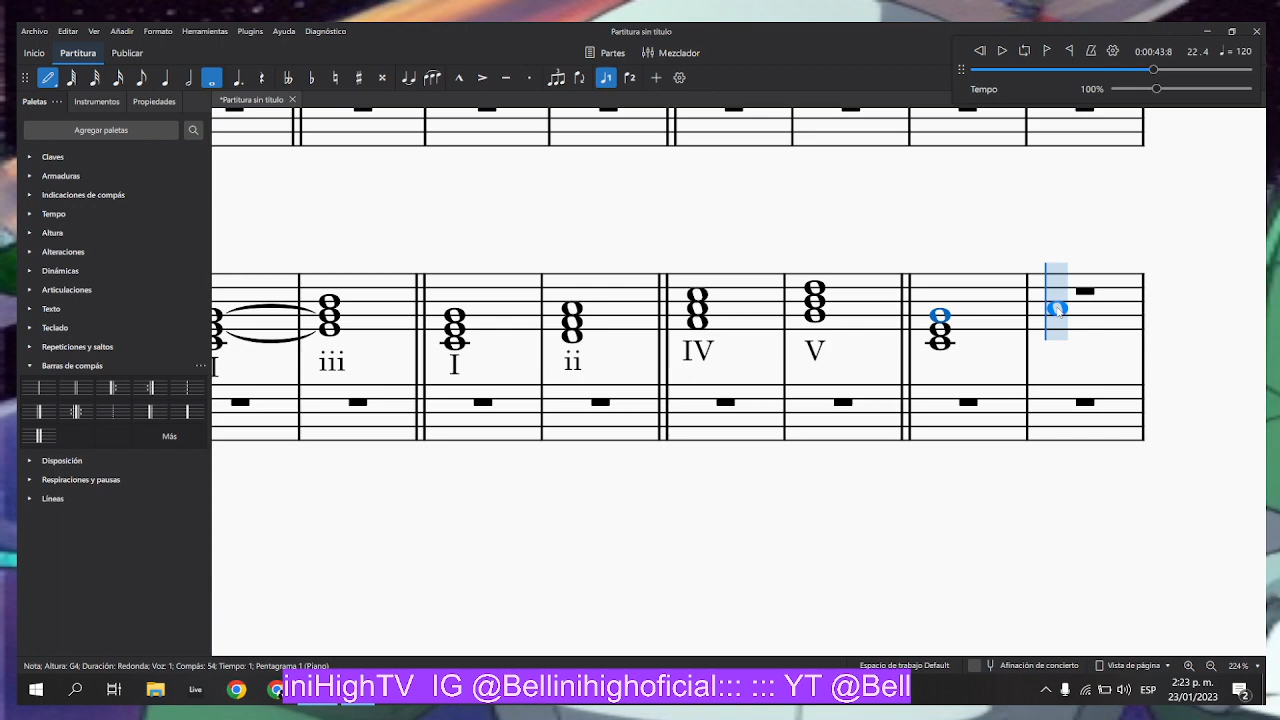 Archivo Editar Ver Añadir Formato Herramientas Plugins Ayuda Diagnóstico
Partitura sin título
Inicio Partitura Publicar
Partes Mezclador
0:00:43:8 22 . 4 = 120
Tempo 100%
Paletas Instrumentos Propiedades
*Partitura sin título
Agregar paletas
Claves
Armaduras
Indicaciones de compás
Tempo
Altura
Alteraciones
Dinámicas
Articulaciones
Texto
Teclado
Repeticiones y saltos
Barras de compás
Más
Disposición
Respiraciones y pausas
Líneas
I iii I ii IV V
Nota; Altura: G4; Duración: Redonda; Voz: 1; Compás: 54; Tiempo: 1; Pentagrama 1 (Piano)
Espacio de trabajo Default
Afinación de concierto
Vista de página
224 %
Live
iniHighTV IG @Bellinihighoficial::: ::: YT @Bell
ESP
2:23 p. m.
23/01/2023
2